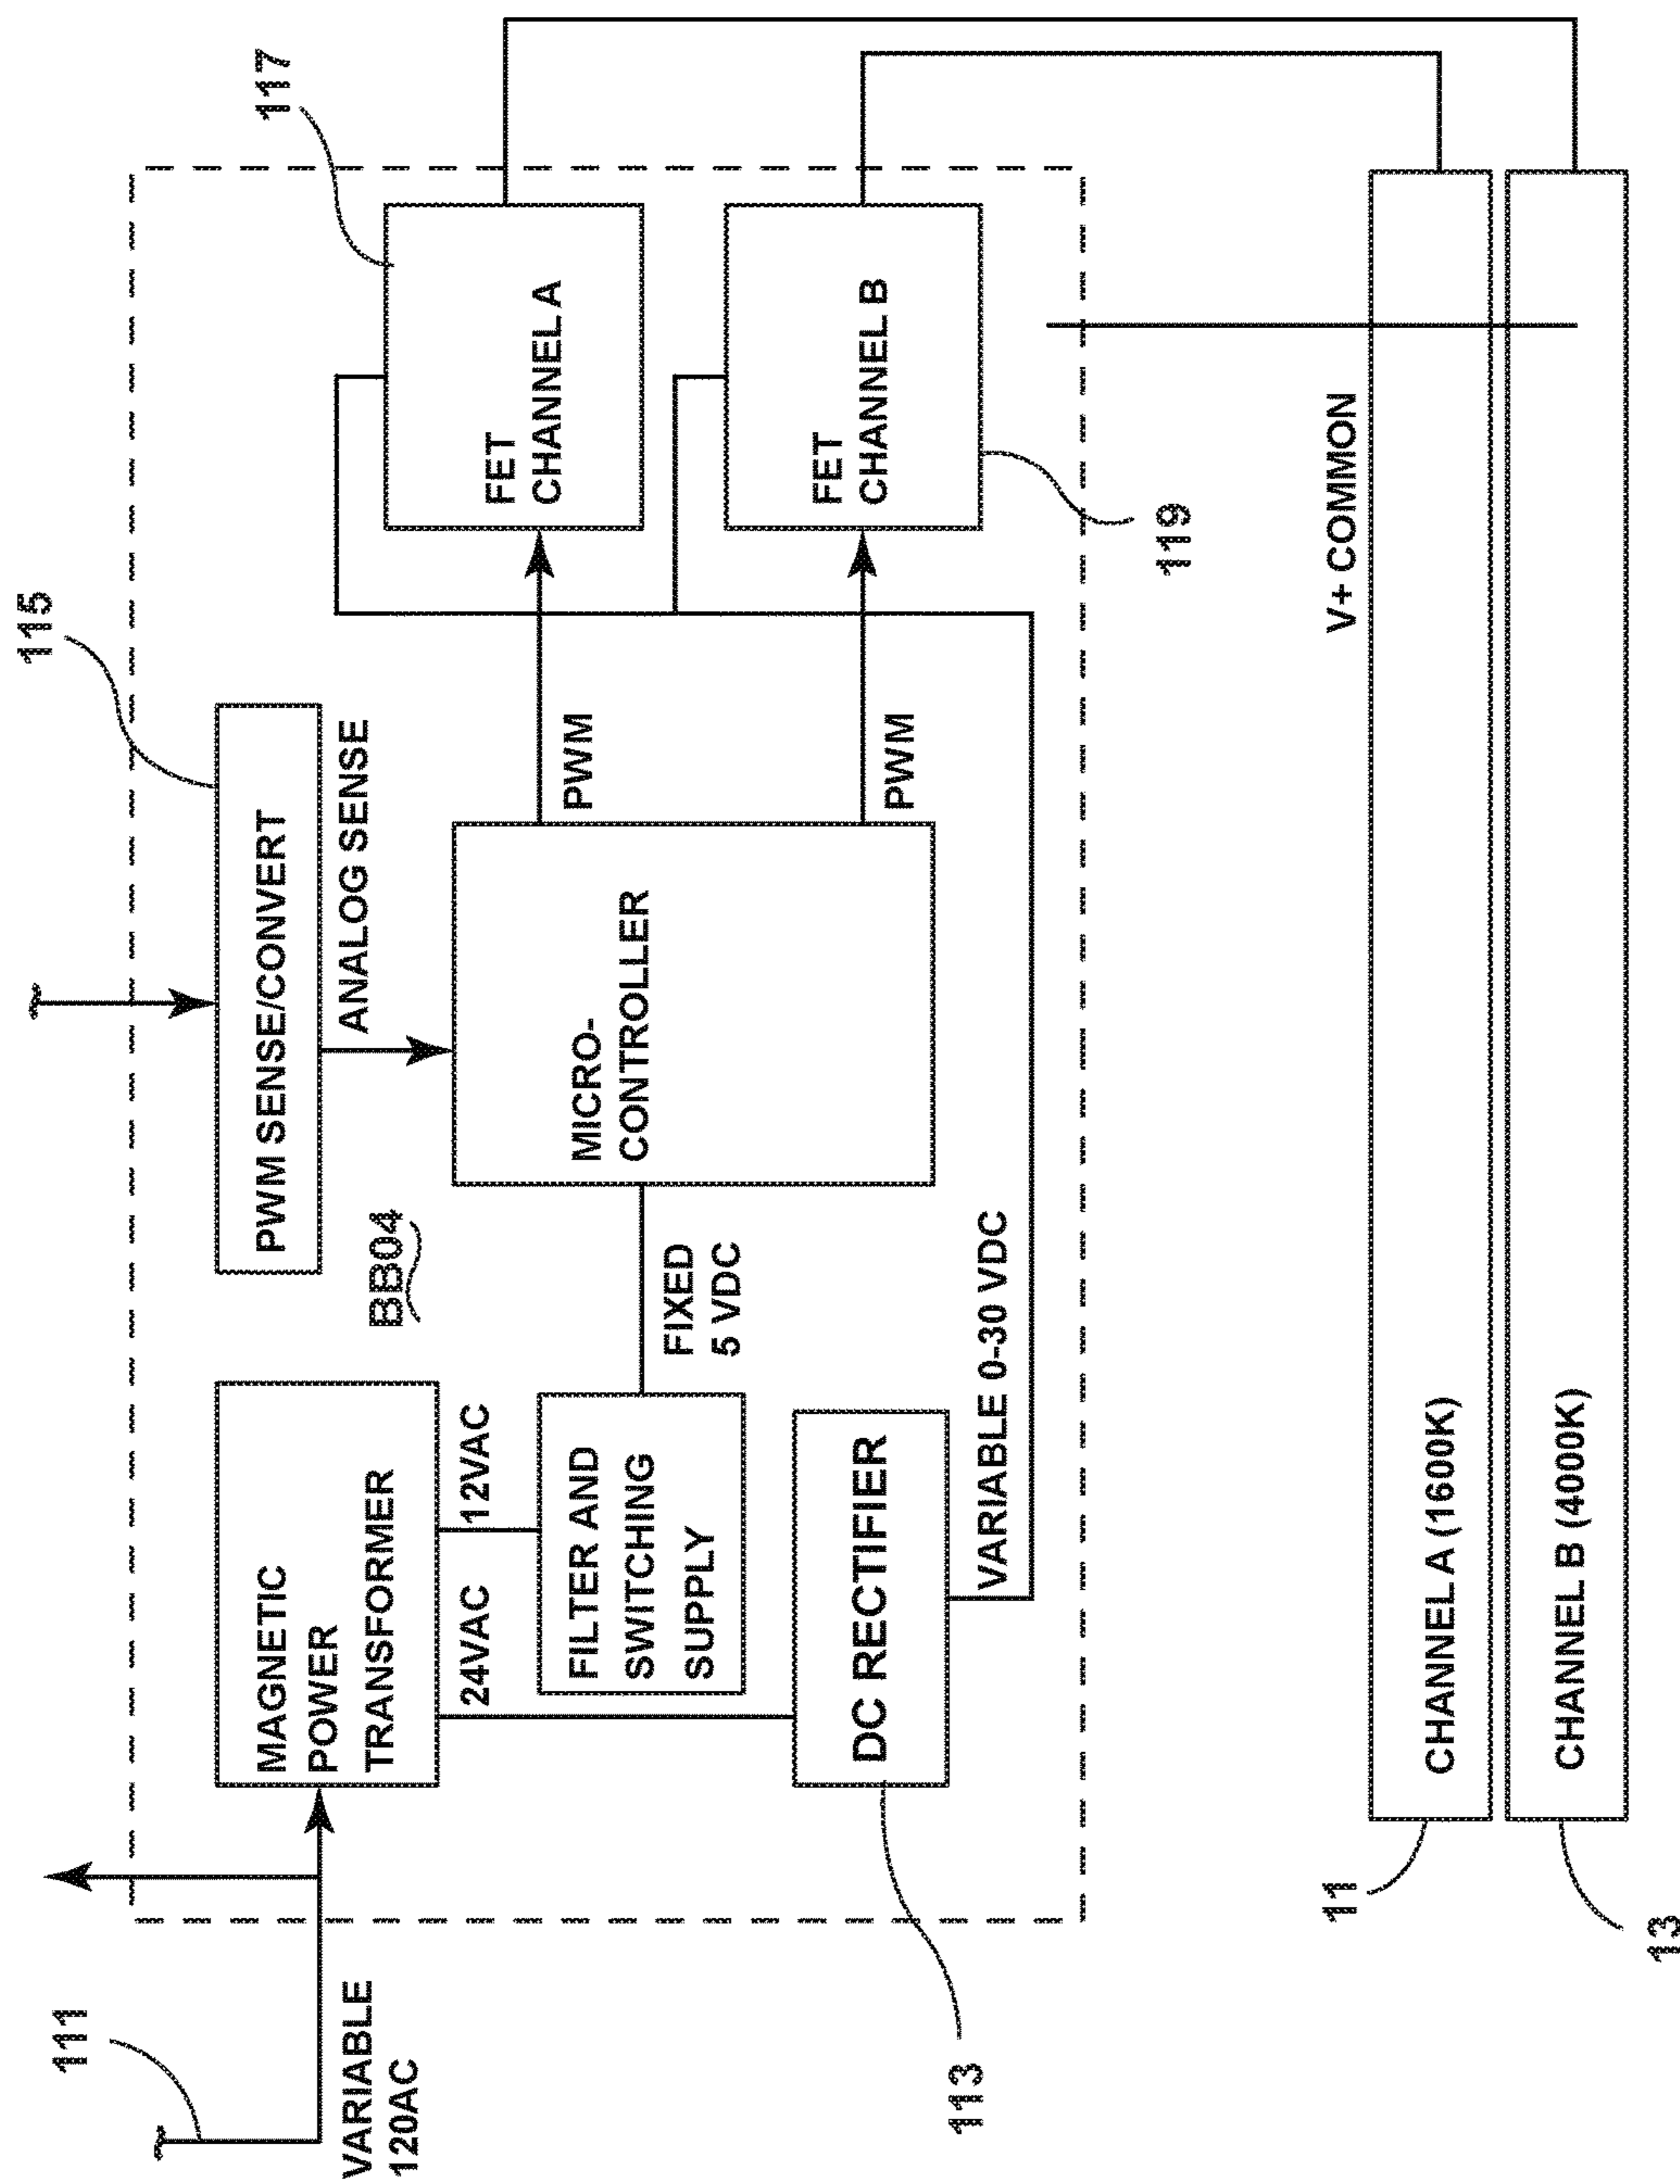 111
VARIABLE
120AC
MAGNETIC
POWER
TRANSFORMER
24VAC
12VAC
FILTER AND
SWITCHING
SUPPLY
DC RECTIFIER
113
VARIABLE 0-30 VDC
FIXED
5 VDC
BB04
PWM SENSE/CONVERT
115
ANALOG SENSE
MICRO-
CONTROLLER
PWM
PWM
FET
CHANNEL A
117
FET
CHANNEL B
119
V+ COMMON
CHANNEL A (1600K)
11
CHANNEL B (4000K)
13